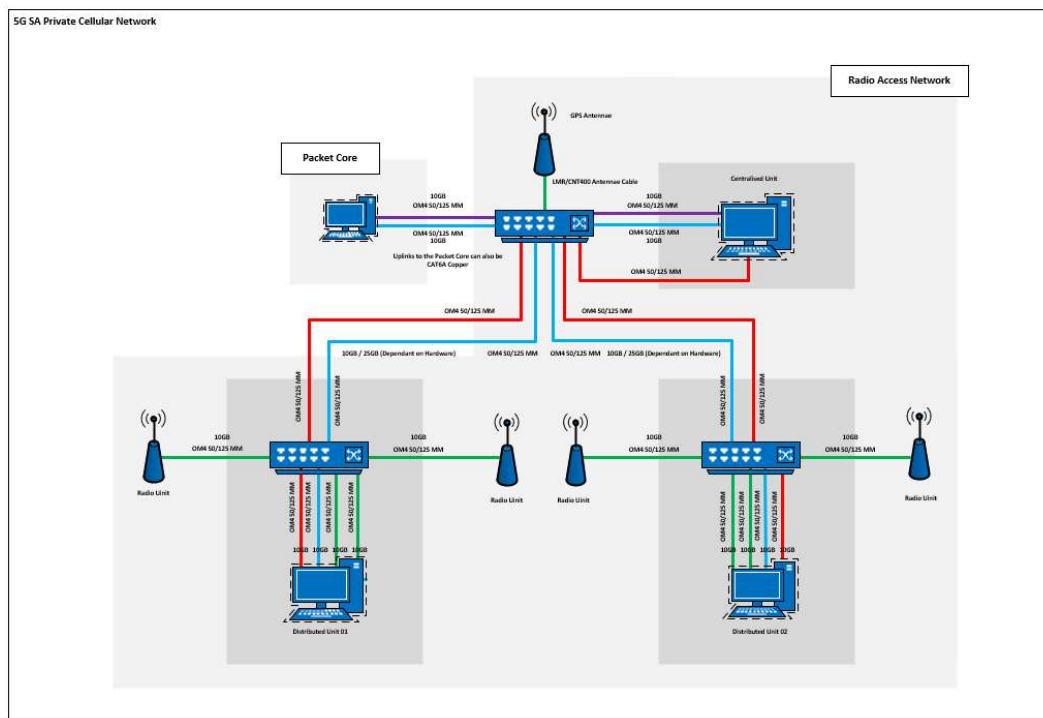 5G SA Private Cellular Network
Radio Access Network
GPS Antennae
Packet Core
LMR/CNT400 Antennae Cable
Centralised Unit
10GB
OM4 50/125 MM
OM4 50/125 MM
10GB
Uplinks to the Packet Core can also be
CAT6A Copper
10GB
OM4 50/125 MM
OM4 50/125 MM
10GB
OM4 50/125 MM
OM4 50/125 MM
OM4 50/125 MM
10GB / 25GB (Dependant on Hardware)
OM4 50/125 MM
OM4 50/125 MM
10GB / 25GB (Dependant on Hardware)
OM4 50/125 MM
OM4 50/125 MM
OM4 50/125 MM
OM4 50/125 MM
10GB
OM4 50/125 MM
10GB
OM4 50/125 MM
10GB
OM4 50/125 MM
10GB
OM4 50/125 MM
Radio Uinit
Radio Uinit
Radio Uinit
Radio Uinit
OM4 50/125 MM
OM4 50/125 MM
OM4 50/125 MM
OM4 50/125 MM
10GB
10GB
10GB
10GB
OM4 50/125 MM
OM4 50/125 MM
OM4 50/125 MM
OM4 50/125 MM
10GB
10GB
10GB
10GB
Distributed Unit 01
Distributed Unit 02